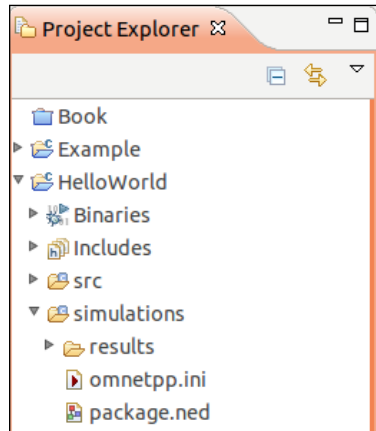 Project Explorer
Book
Example
HelloWorld
Binaries
Includes
src
simulations
results
omnetpp.ini
package.ned